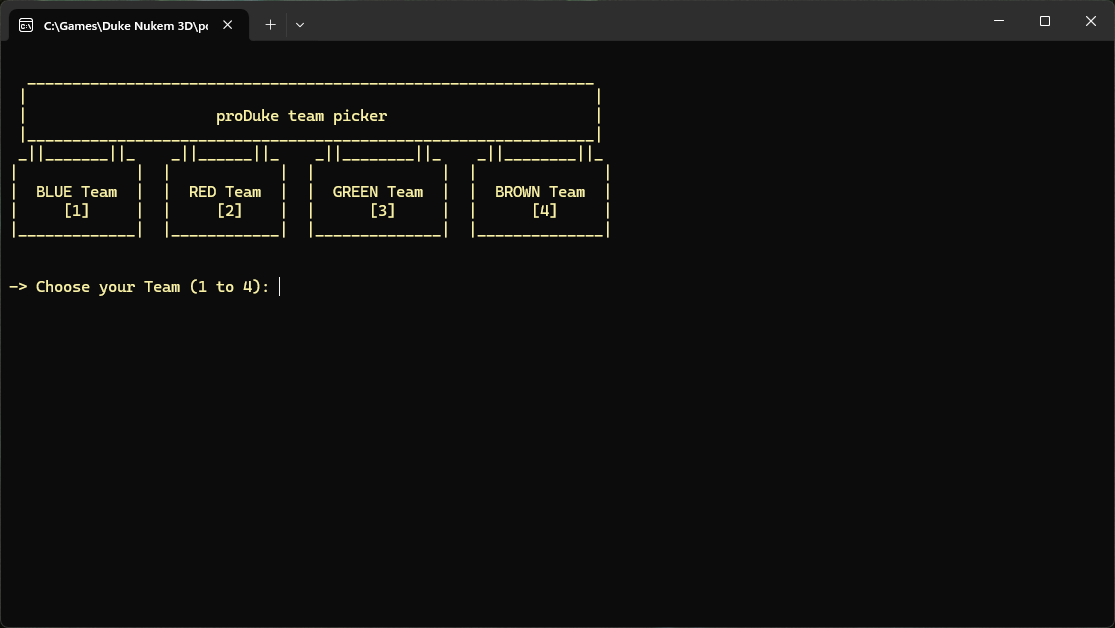 C:\Games\Duke Nukem 3D\p
proDuke team picker
BLUE Team RED Team GREEN Team BROWN Team
[1] [2] [3] [4]
-> Choose your Team (1 to 4):